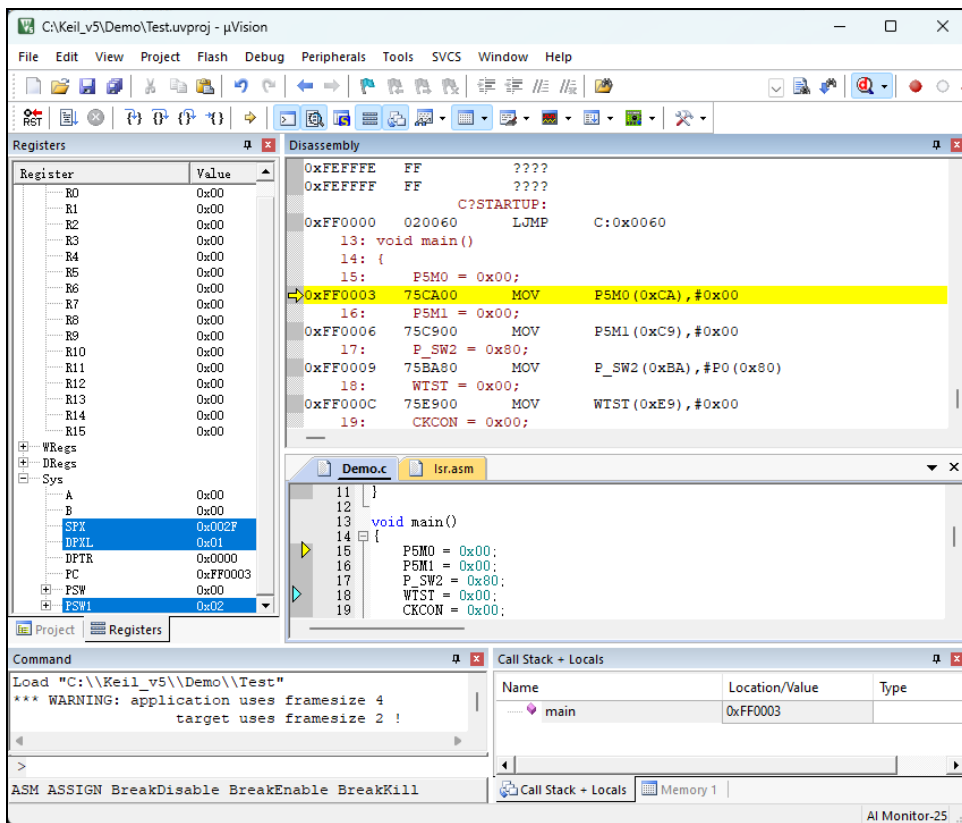 C:\Keil_v5\Demo\Test.uvproj - µVision
File Edit View Project Flash Debug Peripherals Tools SVCS Window Help
RST
Registers
Register Value
R0 0x00
R1 0x00
R2 0x00
R3 0x00
R4 0x00
R5 0x00
R6 0x00
R7 0x00
R8 0x00
R9 0x00
R10 0x00
R11 0x00
R12 0x00
R13 0x00
R14 0x00
R15 0x00
WRegs
DRegs
Sys
A 0x00
B 0x00
SPX 0x002F
DPXL 0x01
DPTR 0x0000
PC 0xFF0003
PSW 0x00
PSW1 0x02
Project Registers
Disassembly
0xFEFFFE FF ????
0xFEFFFF FF ????
C?STARTUP:
0xFF0000 020060 LJMP C:0x0060
13: void main()
14: {
15: P5M0 = 0x00;
0xFF0003 75CA00 MOV P5M0(0xCA),#0x00
16: P5M1 = 0x00;
0xFF0006 75C900 MOV P5M1(0xC9),#0x00
17: P_SW2 = 0x80;
0xFF0009 75BA80 MOV P_SW2(0xBA),#P0(0x80)
18: WTST = 0x00;
0xFF000C 75E900 MOV WTST(0xE9),#0x00
19: CKCON = 0x00;
Demo.c Isr.asm
11 }
12
13 void main()
14 {
15 P5M0 = 0x00;
16 P5M1 = 0x00;
17 P_SW2 = 0x80;
18 WTST = 0x00;
19 CKCON = 0x00;
Command
Load "C:\\Keil_v5\\Demo\\Test"
*** WARNING: application uses framesize 4
target uses framesize 2 !
>
ASM ASSIGN BreakDisable BreakEnable BreakKill
Call Stack + Locals
Name Location/Value Type
main 0xFF0003
Call Stack + Locals Memory 1
AI Monitor-25